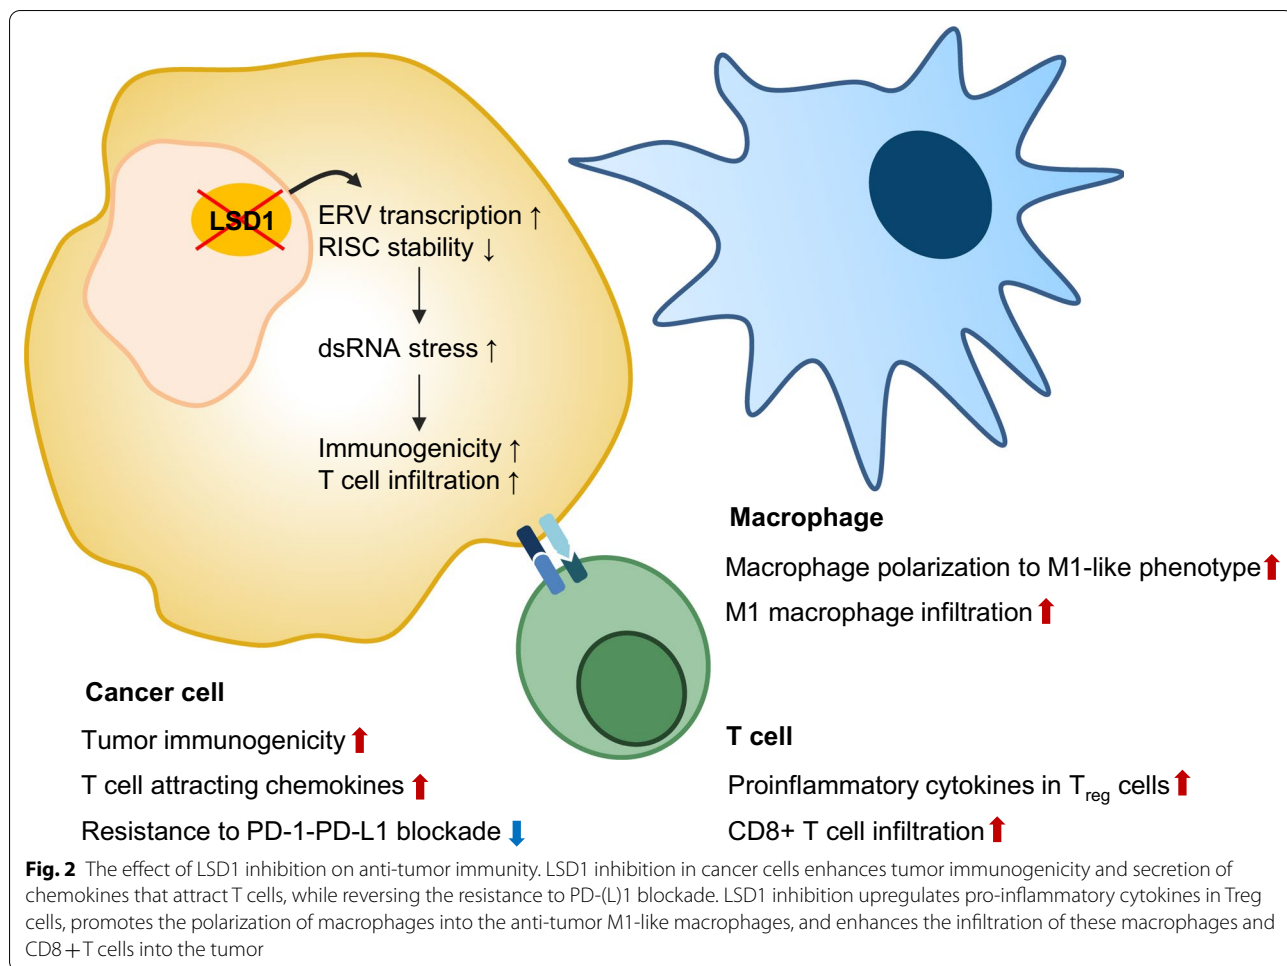 LSD1
ERV transcription ↑
RISC stability ↓
dsRNA stress ↑
Immunogenicity ↑
T cell infiltration ↑
Macrophage
Macrophage polarization to M1-like phenotype
M1 macrophage infiltration
Cancer cell
Tumor immunogenicity
T cell attracting chemokines
Resistance to PD-1-PD-L1 blockade
T cell
Proinflammatory cytokines in Treg cells
CD8+ T cell infiltration
Fig. 2 The effect of LSD1 inhibition on anti-tumor immunity. LSD1 inhibition in cancer cells enhances tumor immunogenicity and secretion of
chemokines that attract T cells, while reversing the resistance to PD-(L)1 blockade. LSD1 inhibition upregulates pro-inflammatory cytokines in Treg
cells, promotes the polarization of macrophages into the anti-tumor M1-like macrophages, and enhances the infiltration of these macrophages and
CD8+T cells into the tumor